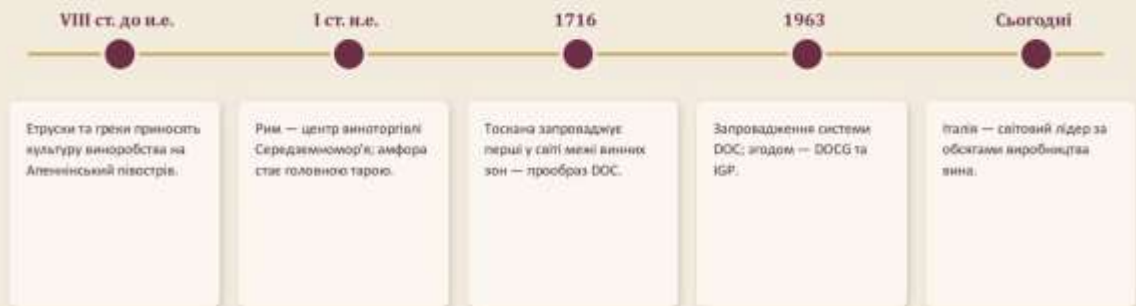 VIII ст. до н.е.
I ст. н.е.
1716
1963
Сьогодні
Етруски та греки приносять
культуру виноробства на
Апеннінський півострів.
Рим — центр виноторгівлі
Середземномор'я; амфора
стає головною тарою.
Тоскана запроваджує
перші у світі межі винних
зон — прообраз DOC.
Запровадження системи
DOC; згодом — DOCG та
IGP.
Італія — світовий лідер за
обсягами виробництва
вина.